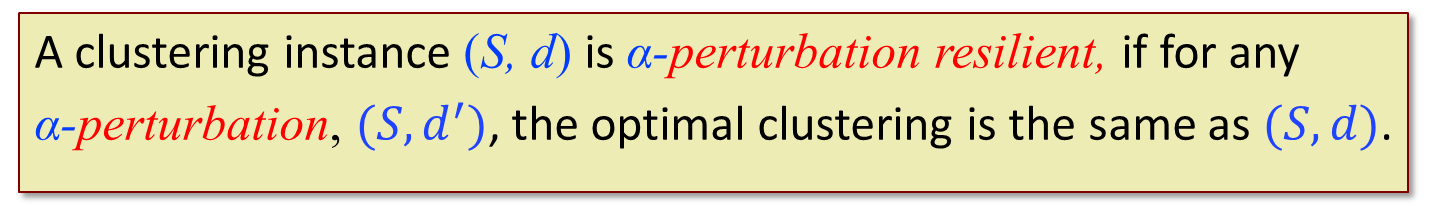 A clustering instance (S, d) is α-perturbation resilient, if for any
α-perturbation, (S, d′), the optimal clustering is the same as (S, d).